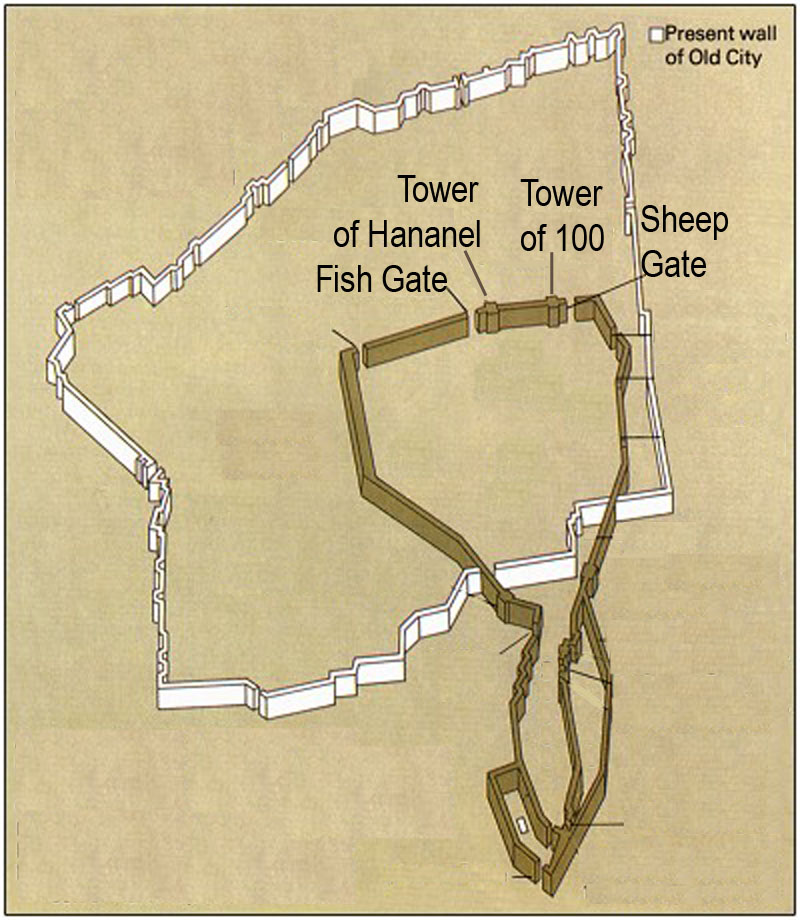 Present wall
of Old City
Tower
of Hananel
Tower
of 100
Sheep
Gate
Fish Gate